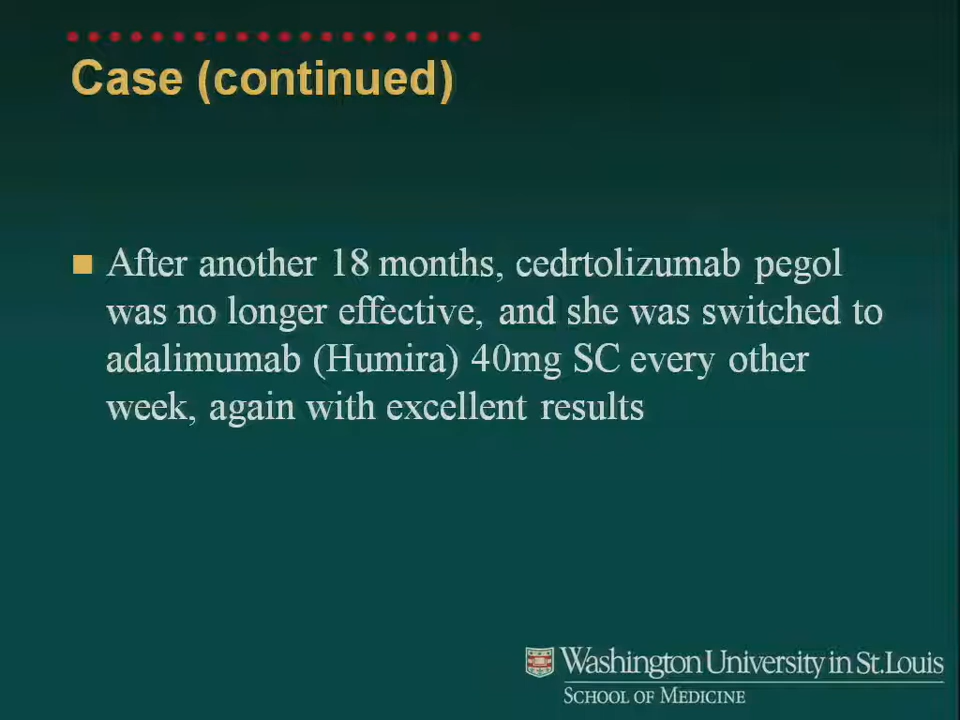 Case (continued)
After another 18 months, cedrtolizumab pegol
was no longer effective, and she was switched to
adalimumab (Humira) 40mg SC every other
week, again with excellent results
Washington University in St. Louis
SCHOOL OF MEDICINE